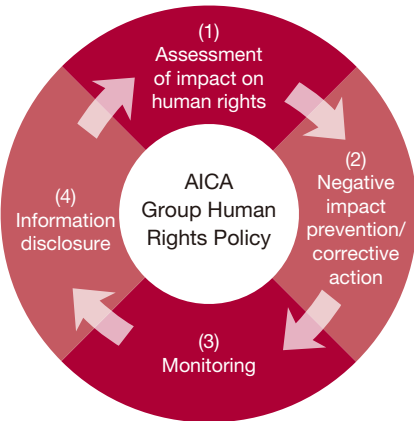 (1)
Assessment
of impact on
human rights
(2)
Negative
impact
prevention/
corrective
action
(3)
Monitoring
(4)
Information
disclosure
AICA
Group Human
Rights Policy